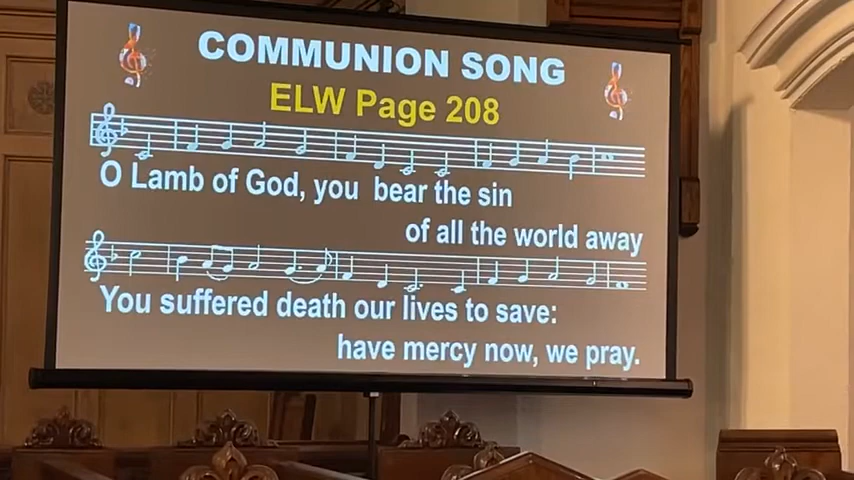 COMMUNION SONG
ELW Page 208
O Lamb of God, you bear the sin
of all the world away
You suffered death our lives to save:
have mercy now, we pray.